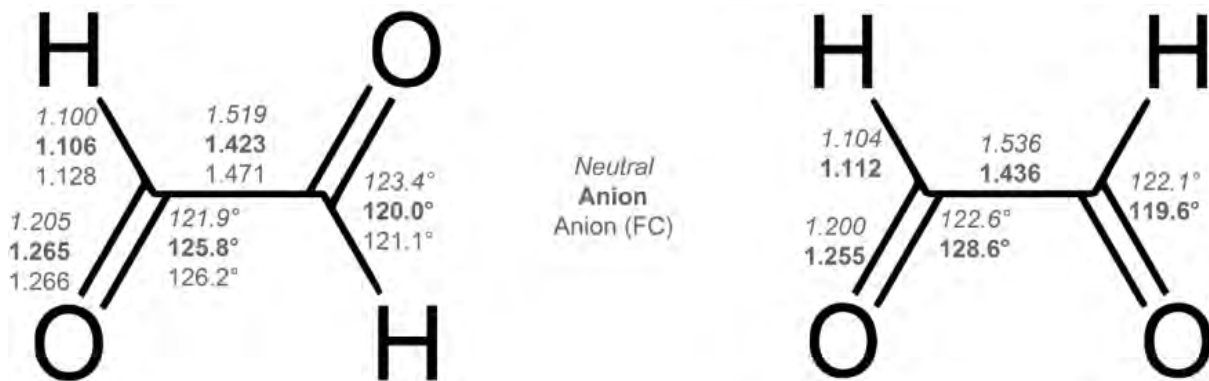 H
O
1.100
1.106
1.128
1.519
1.423
1.471
123.4°
120.0°
121.1°
1.205
1.265
1.266
121.9°
125.8°
126.2°
O
H
Neutral
Anion
Anion (FC)
H
H
1.104
1.112
1.536
1.436
122.1°
119.6°
1.200
1.255
122.6°
128.6°
O
O